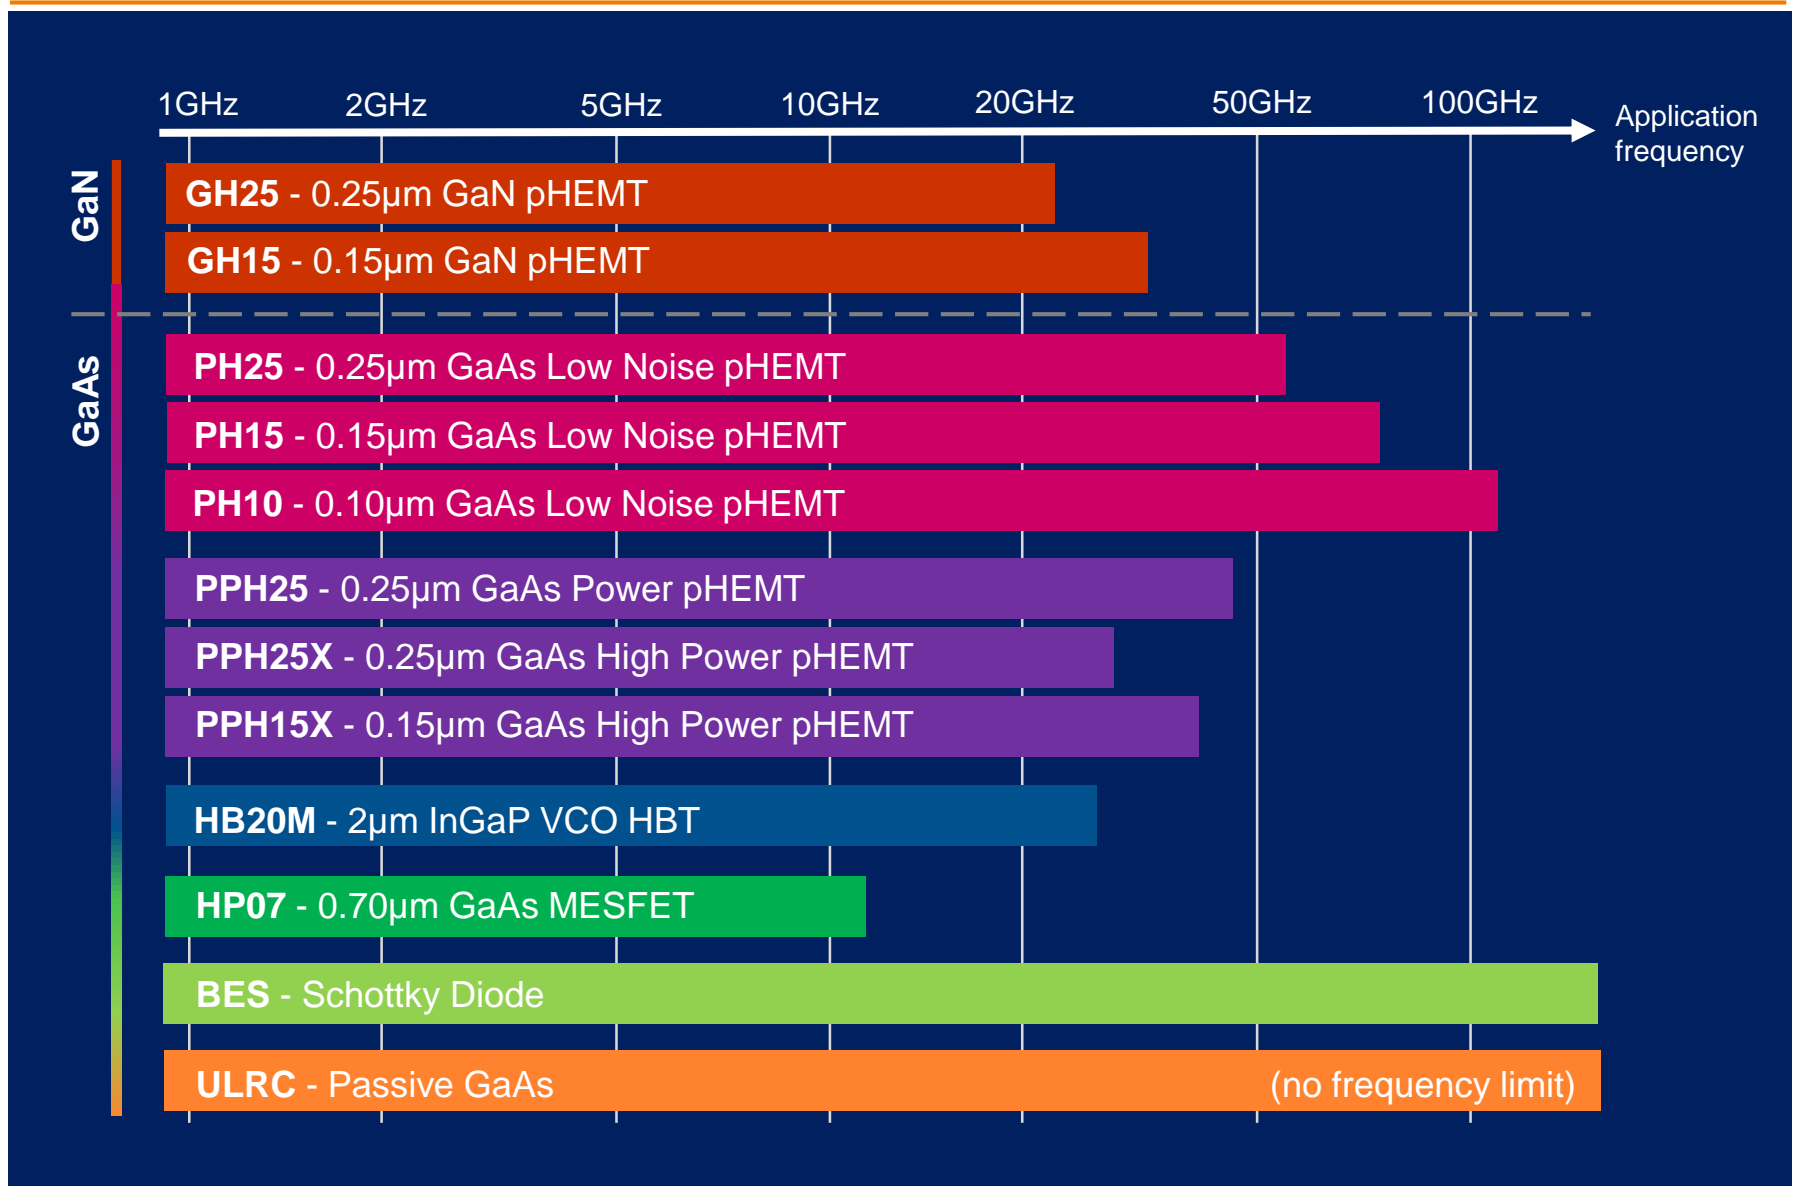 1GHz 2GHz 5GHz 10GHz 20GHz 50GHz 100GHz
Application
frequency
GaN
GH25 - 0.25µm GaN pHEMT
GH15 - 0.15µm GaN pHEMT
GaAs
PH25 - 0.25µm GaAs Low Noise pHEMT
PH15 - 0.15µm GaAs Low Noise pHEMT
PH10 - 0.10µm GaAs Low Noise pHEMT
PPH25 - 0.25µm GaAs Power pHEMT
PPH25X - 0.25µm GaAs High Power pHEMT
PPH15X - 0.15µm GaAs High Power pHEMT
HB20M - 2µm InGaP VCO HBT
HP07 - 0.70µm GaAs MESFET
BES - Schottky Diode
ULRC - Passive GaAs (no frequency limit)